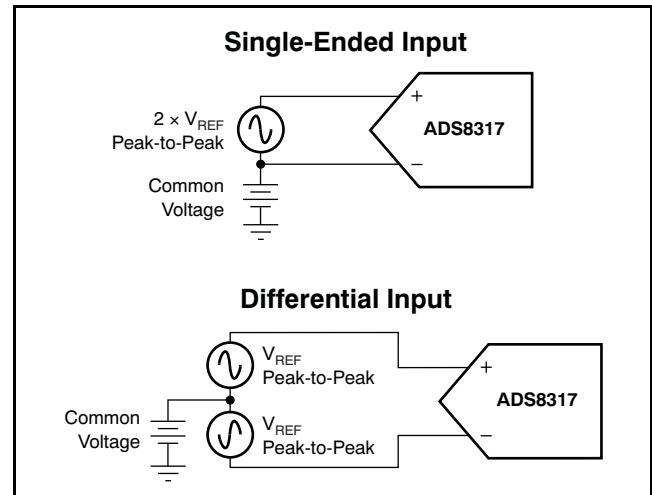 Single-Ended Input
2 × VREF
Peak-to-Peak
+
−
ADS8317
Common
Voltage
Differential Input
VREF
Peak-to-Peak
VREF
Peak-to-Peak
+
−
ADS8317
Common
Voltage